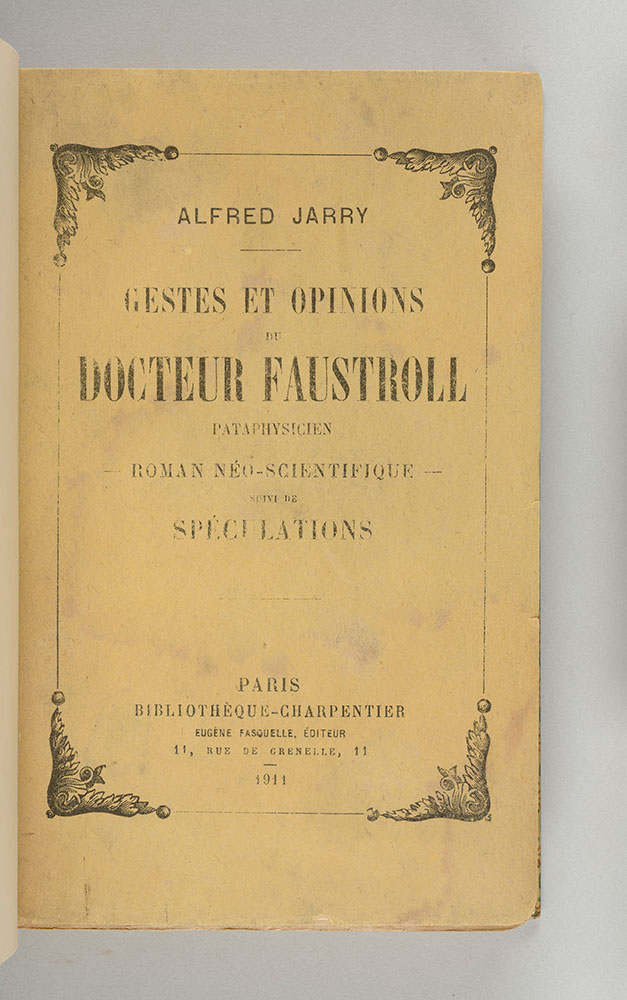 ALFRED JARRY
GESTES ET OPINIONS
DU
DOCTEUR FAUSTROLL
PATAPHYSICIEN
— ROMAN NÉO-SCIENTIFIQUE —
SUIVI DE
SPÉCULATIONS
PARIS
BIBLIOTHÈQUE-CHARPENTIER
EUGÈNE FASQUELLE, ÉDITEUR
11, RUE DE GRENELLE, 11
1911